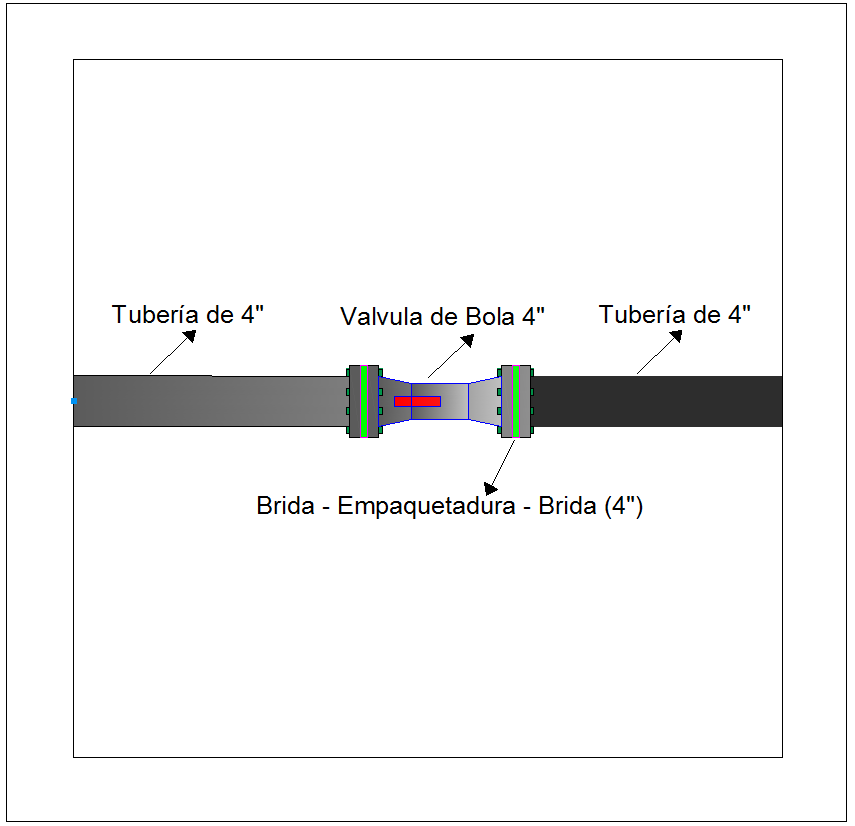 Tubería de 4"
Valvula de Bola 4"
Tubería de 4"
Brida - Empaquetadura - Brida (4")